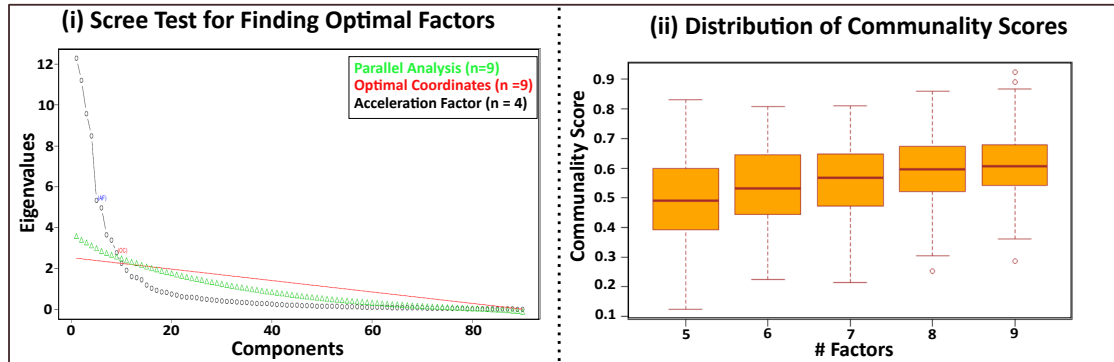 (i) Scree Test for Finding Optimal Factors
Parallel Analysis (n=9)
Optimal Coordinates (n =9)
Acceleration Factor (n = 4)
Eigenvalues
12
10
8
6
4
2
0
(AF)
(OC)
0 20 40 60 80
Components
(ii) Distribution of Communality Scores
Communality Score
0.9
0.8
0.7
0.6
0.5
0.4
0.3
0.2
0.1
5 6 7 8 9
# Factors